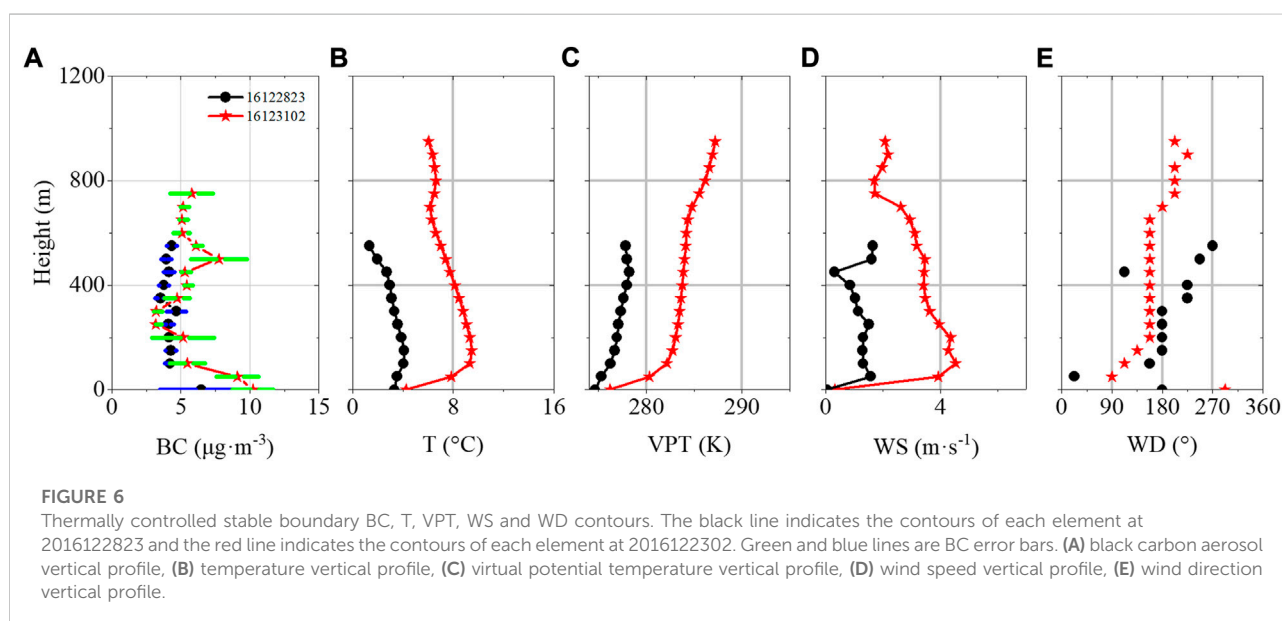 A B C D E
1200
800
400
0
Height (m)
16122823
16123102
0 5 10 15
0 8 16
280 290
0 4
0 90 180 270 360
BC (μg·m⁻³) T (°C) VPT (K) WS (m·s⁻¹) WD (°)
FIGURE 6
Thermally controlled stable boundary BC, T, VPT, WS and WD contours. The black line indicates the contours of each element at
2016122823 and the red line indicates the contours of each element at 2016122302. Green and blue lines are BC error bars. (A) black carbon aerosol
vertical profile, (B) temperature vertical profile, (C) virtual potential temperature vertical profile, (D) wind speed vertical profile, (E) wind direction
vertical profile.